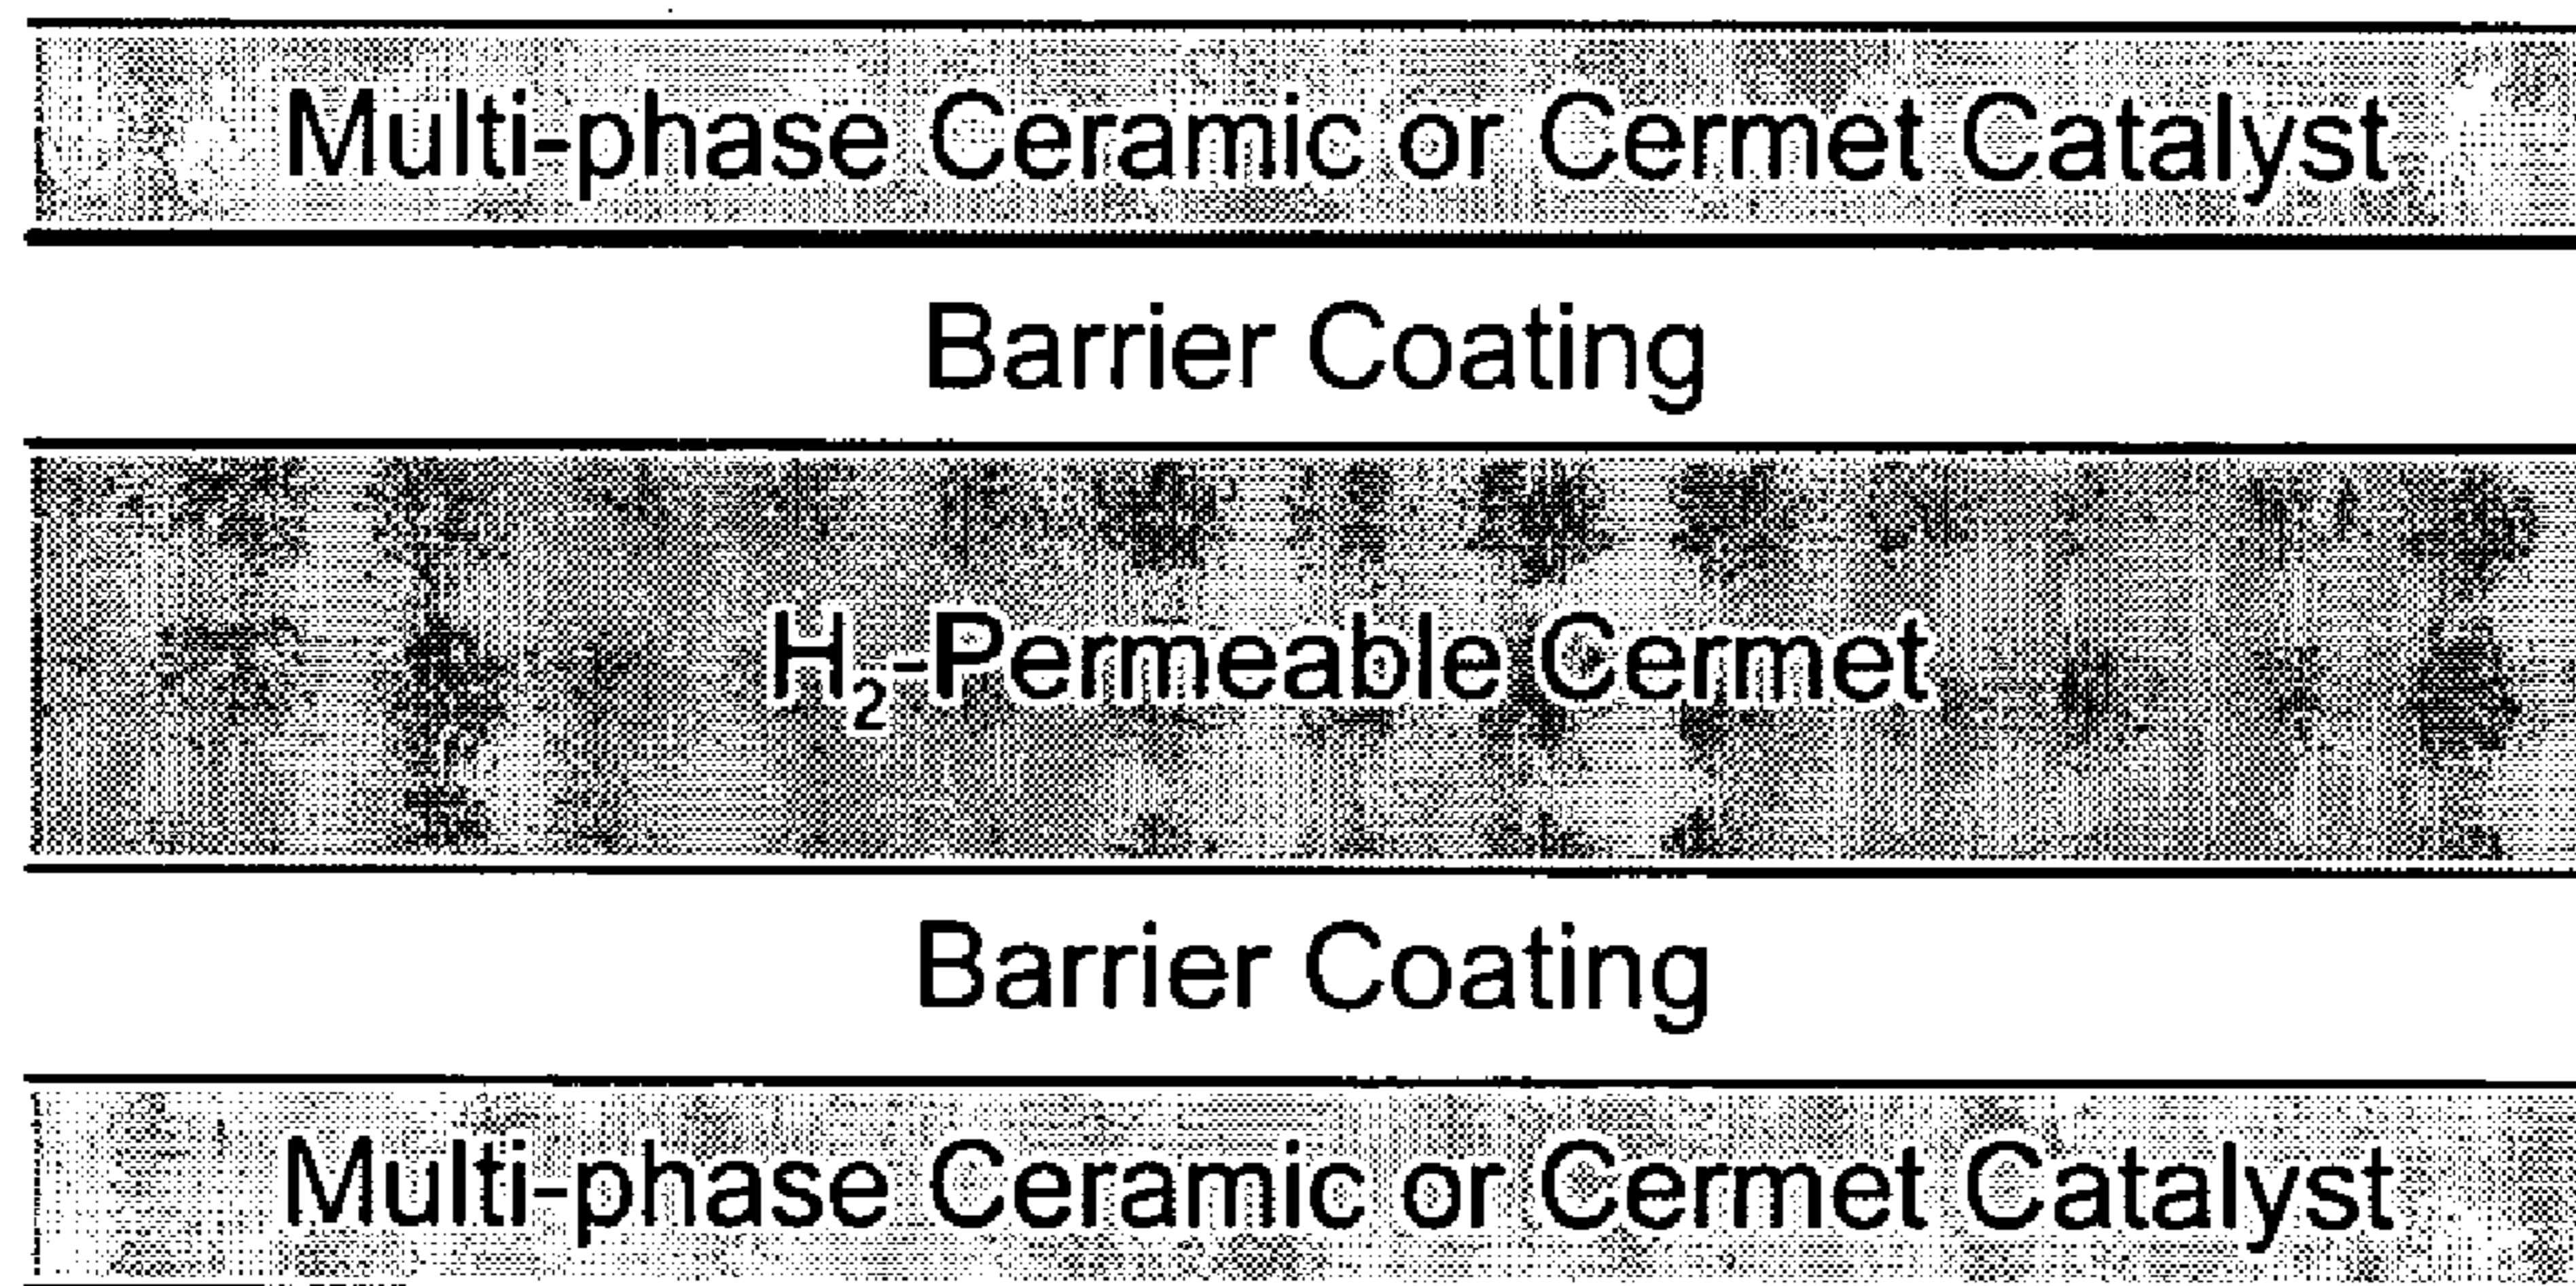 Multi-phase Ceramic or Cermet Catalyst
Barrier Coating
H₂-Permeable Cermet
Barrier Coating
Multi-phase Ceramic or Cermet Catalyst